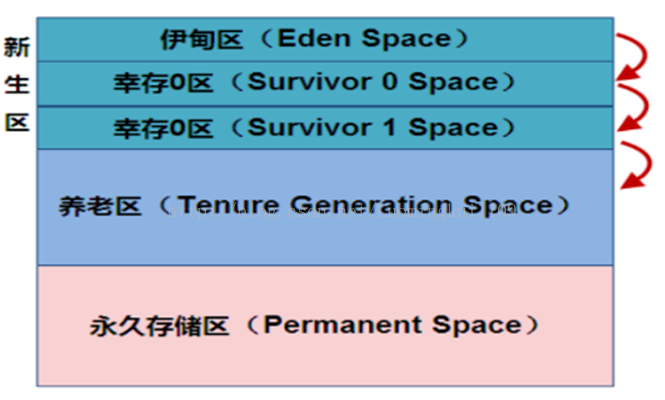 新生区
伊甸区（Eden Space）
幸存0区（Survivor 0 Space）
幸存0区（Survivor 1 Space）
养老区（Tenure Generation Space）
永久存储区（Permanent Space）